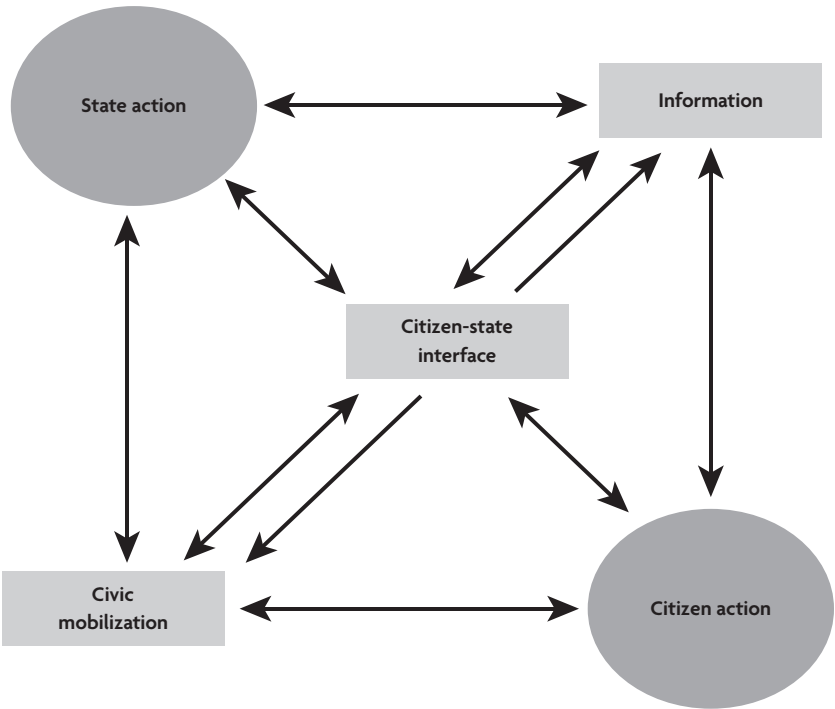 State action
Information
Citizen-state
interface
Civic
mobilization
Citizen action